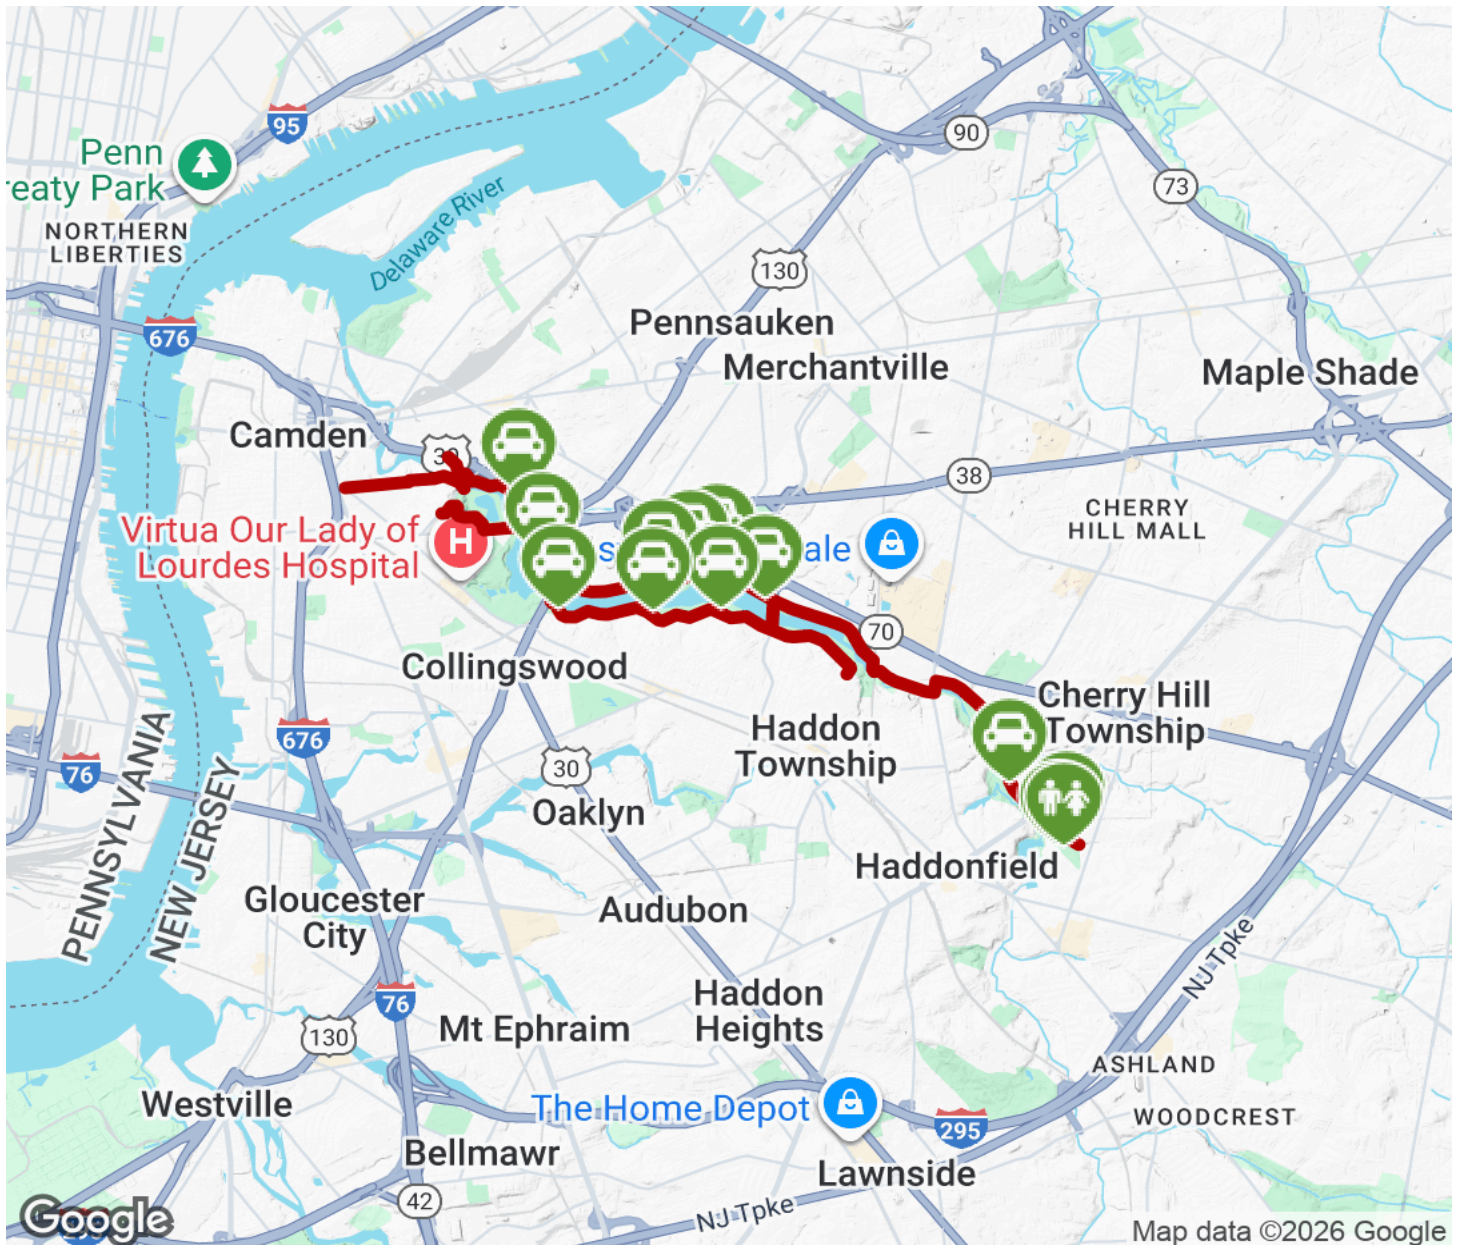 95
Penn
reaty Park
NORTHERN
LIBERTIES
Delaware River
90
73
130
676
Pennsauken
Merchantville
Maple Shade
Camden
38
CHERRY
HILL MALL
Virtua Our Lady of
Lourdes Hospital
H
ale
70
Collingswood
Cherry Hill
Township
Haddon
Township
676
76
30
Oaklyn
PENNSYLVANIA
NEW JERSEY
Haddonfield
Gloucester
City
Audubon
NJ Tpke
76
Haddon
Heights
130
Mt Ephraim
ASHLAND
Westville
The Home Depot
WOODCREST
295
Bellmawr
Lawnside
42
NJ Tpke
Google
Map data ©2026 Google